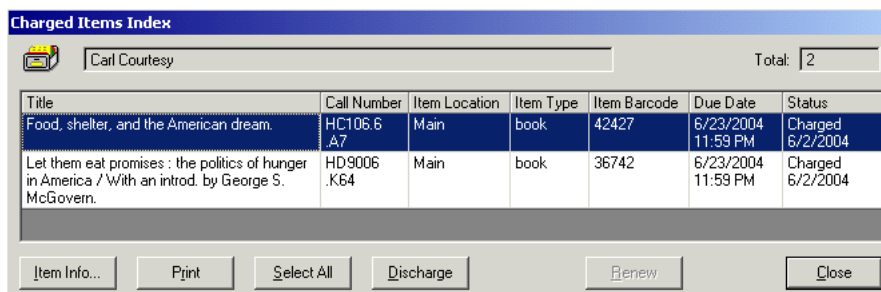 Charged Items Index
Carl Courtesy Total: 2
Title Call Number Item Location Item Type Item Barcode Due Date Status
Food, shelter, and the American dream. HC106.6 Main book 42427 6/23/2004 Charged
.A7 11:59 PM 6/2/2004
Let them eat promises : the politics of hunger HD9006 Main book 36742 6/23/2004 Charged
in America / With an introd. by George S. .K64 11:59 PM 6/2/2004
McGovern.
Item Info... Print Select All Discharge Renew Close